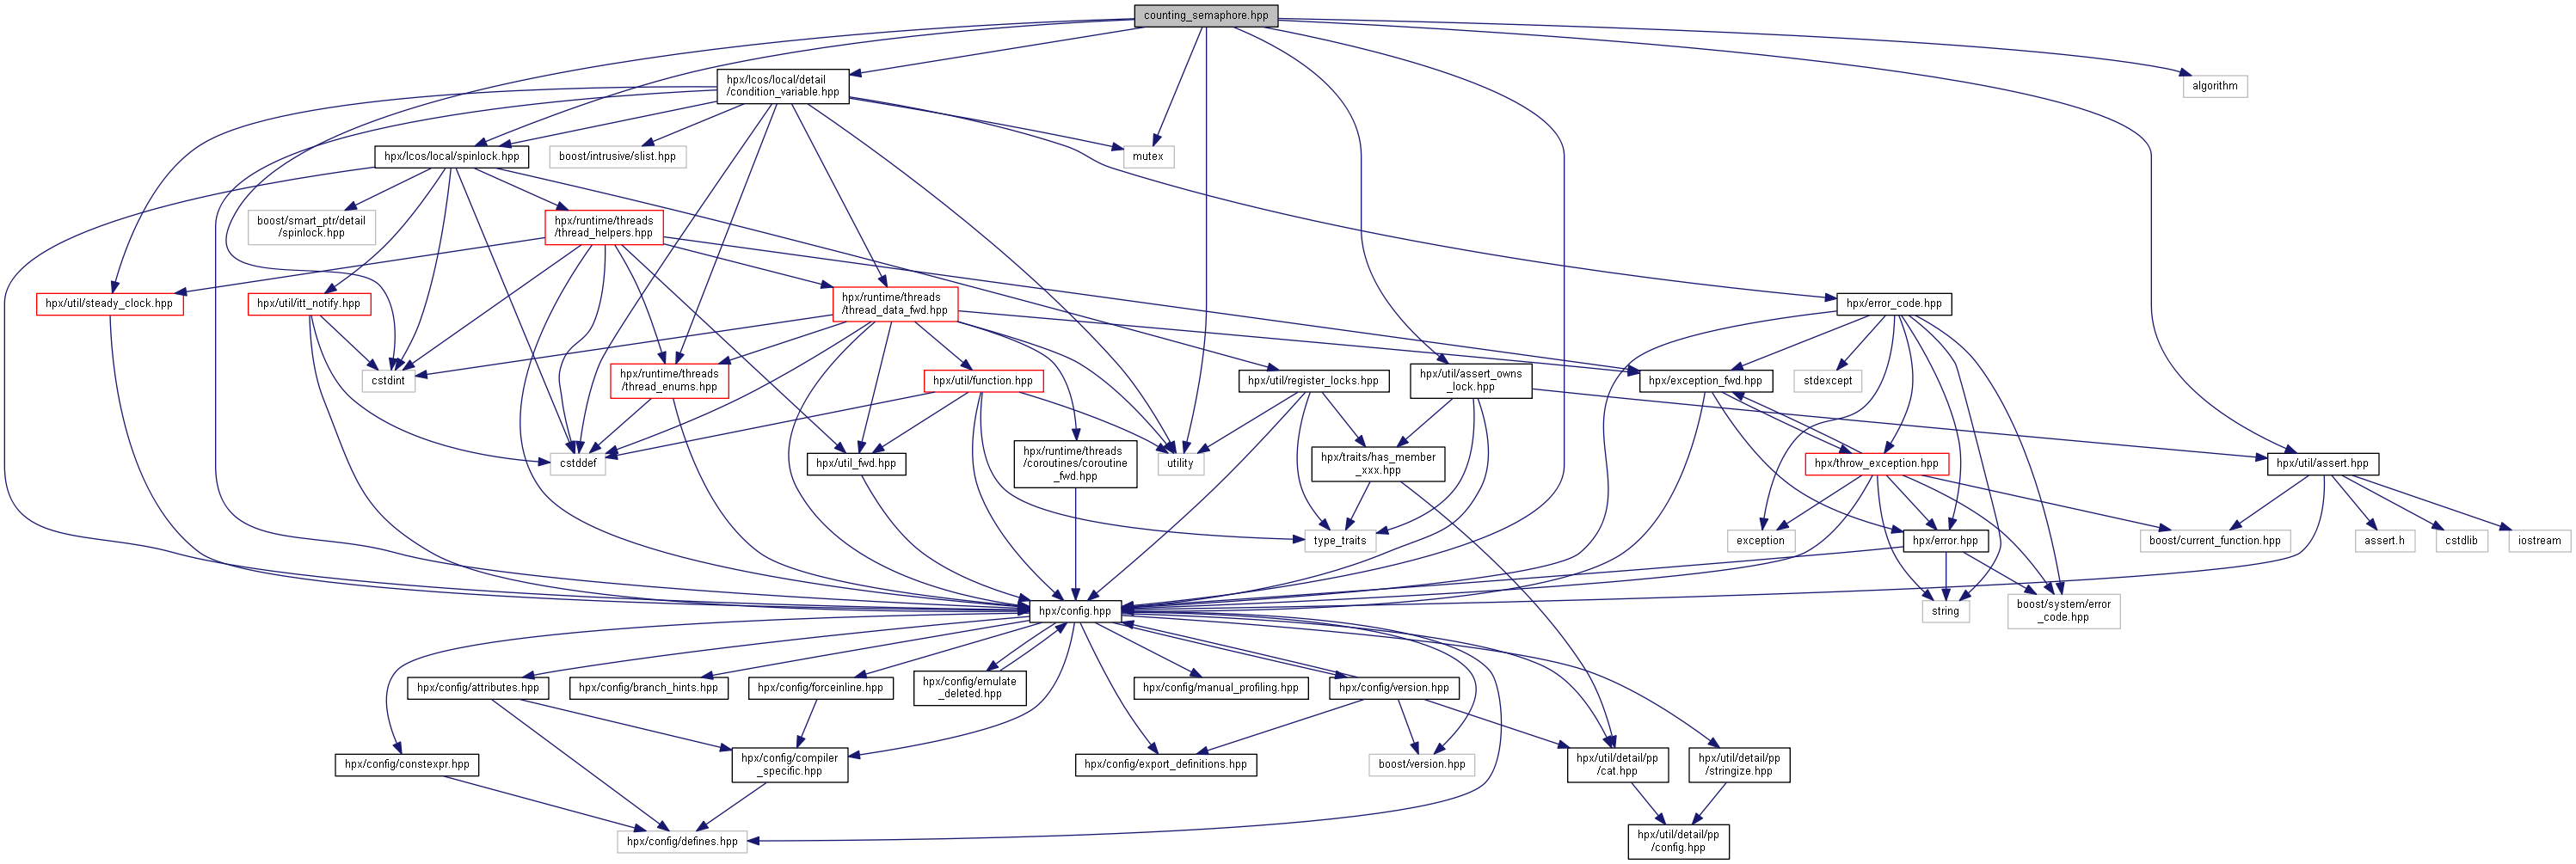 counting_semaphore.hpp
hpx/lcos/local/detail
/condition_variable.hpp
algorithm
hpx/lcos/local/spinlock.hpp
boost/intrusive/slist.hpp
mutex
boost/smart_ptr/detail
/spinlock.hpp
hpx/runtime/threads
/thread_helpers.hpp
hpx/util/steady_clock.hpp
hpx/util/itt_notify.hpp
hpx/runtime/threads
/thread_data_fwd.hpp
hpx/error_code.hpp
cstdint
hpx/runtime/threads
/thread_enums.hpp
hpx/util/function.hpp
hpx/util/register_locks.hpp
hpx/util/assert_owns
_lock.hpp
hpx/exception_fwd.hpp
stdexcept
cstddef
hpx/util_fwd.hpp
hpx/runtime/threads
/coroutines/coroutine
_fwd.hpp
utility
hpx/traits/has_member
_xxx.hpp
hpx/throw_exception.hpp
hpx/util/assert.hpp
type_traits
exception
hpx/error.hpp
boost/current_function.hpp
assert.h
cstdlib
iostream
hpx/config.hpp
string
boost/system/error
_code.hpp
hpx/config/attributes.hpp
hpx/config/branch_hints.hpp
hpx/config/forceinline.hpp
hpx/config/emulate
_deleted.hpp
hpx/config/manual_profiling.hpp
hpx/config/version.hpp
hpx/config/constexpr.hpp
hpx/config/compiler
_specific.hpp
hpx/config/export_definitions.hpp
boost/version.hpp
hpx/util/detail/pp
/cat.hpp
hpx/util/detail/pp
/stringize.hpp
hpx/config/defines.hpp
hpx/util/detail/pp
/config.hpp